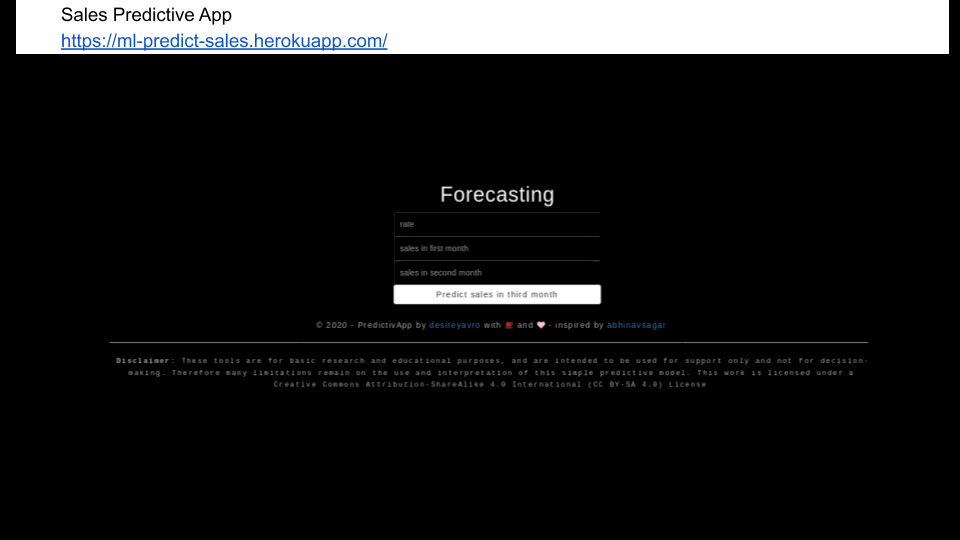 Sales Predictive App
https://ml-predict-sales.herokuapp.com/
Forecasting
rate
sales in first month
sales in second month
Predict sales in third month
© 2020 - PredictivApp by desireyavro with and - inspired by abhinavsagar
Disclaimer: These tools are for basic research and educational purposes, and are intended to be used for support only and not for decision-
making. Therefore many limitations remain on the use and interpretation of this simple predictive model. This work is licensed under a
Creative Commons Attribution-ShareAlike 4.0 International (CC BY-SA 4.0) License